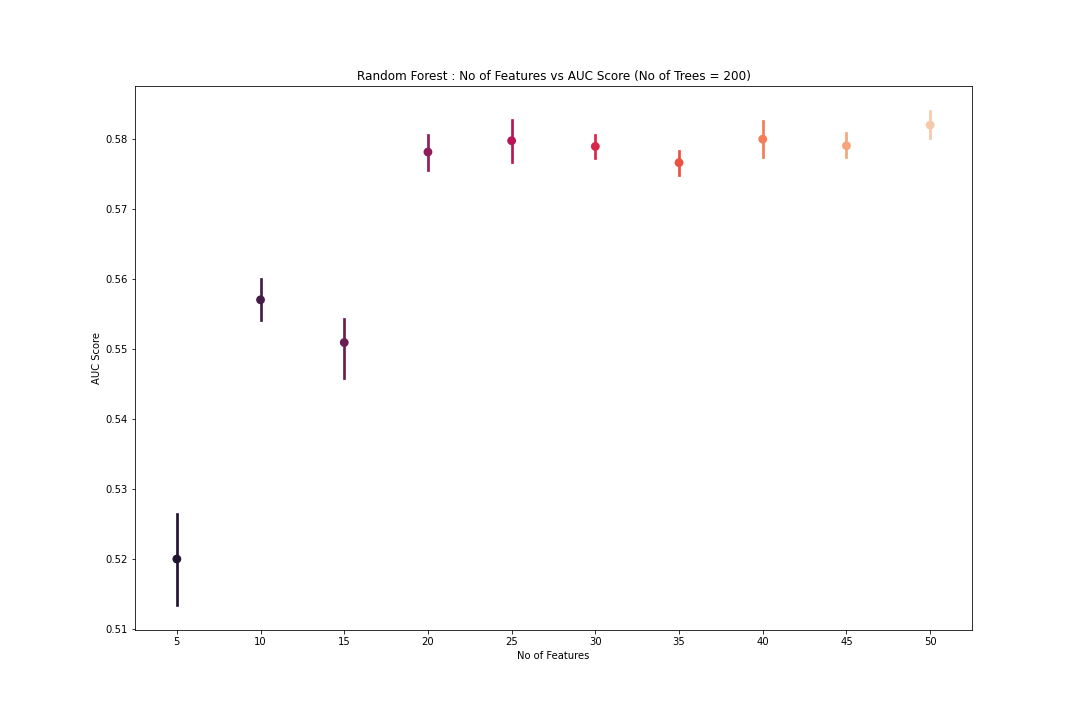 Random Forest : No of Features vs AUC Score (No of Trees = 200)
AUC Score
0.58
0.57
0.56
0.55
0.54
0.53
0.52
0.51
5 10 15 20 25 30 35 40 45 50
No of Features